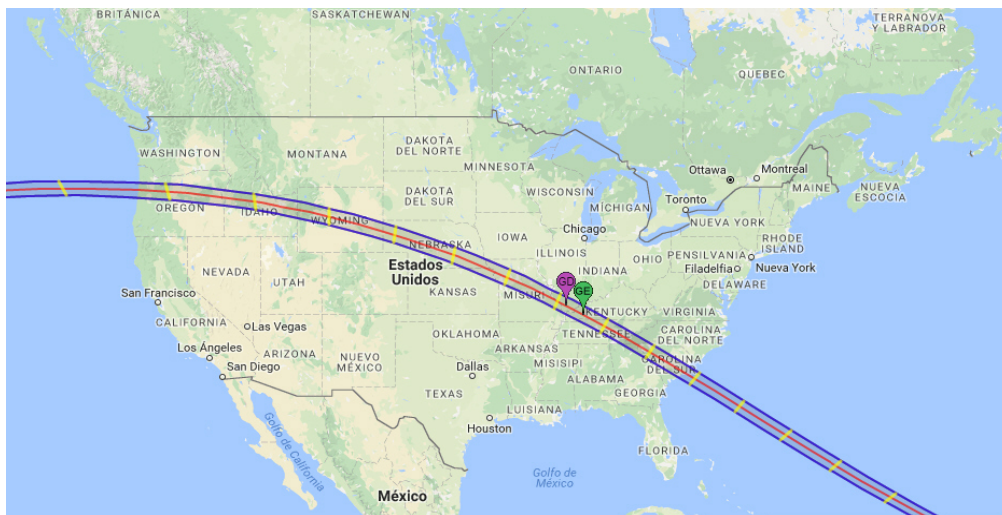 BRITÁNICA
SASKATCHEWAN
TERRANOVA
Y LABRADOR
ONTARIO
QUEBEC
WASHINGTON
MONTANA
DAKOTA
DEL NORTE
MINNESOTA
Ottawa
Montreal
MAINE
NUEVA
ESCOCIA
OREGÓN
IDAHO
WYOMING
DAKOTA
DEL SUR
WISCONSIN
MÍCHIGAN
Toronto
NUEVA YORK
RHODE
ISLAND
Chicago
IOWA
NEBRASKA
ILLINOIS
INDIANA
OHIO
PENSILVANIA
Filadelfia
Nueva York
DELAWARE
Estados
Unidos
NEVADA
UTAH
KANSAS
MISURI
GD
GE
KENTUCKY
VIRGINIA
San Francisco
CALIFORNIA
Las Vegas
OKLAHOMA
TENNESSEE
CAROLINA
DEL NORTE
Los Ángeles
ARIZONA
NUEVO
MÉXICO
ARKANSAS
MISISIPI
CAROLINA
DEL SUR
San Diego
Dallas
ALABAMA
GEORGIA
TEXAS
LUISIANA
Houston
Golfo de California
FLORIDA
Golfo de
México
México